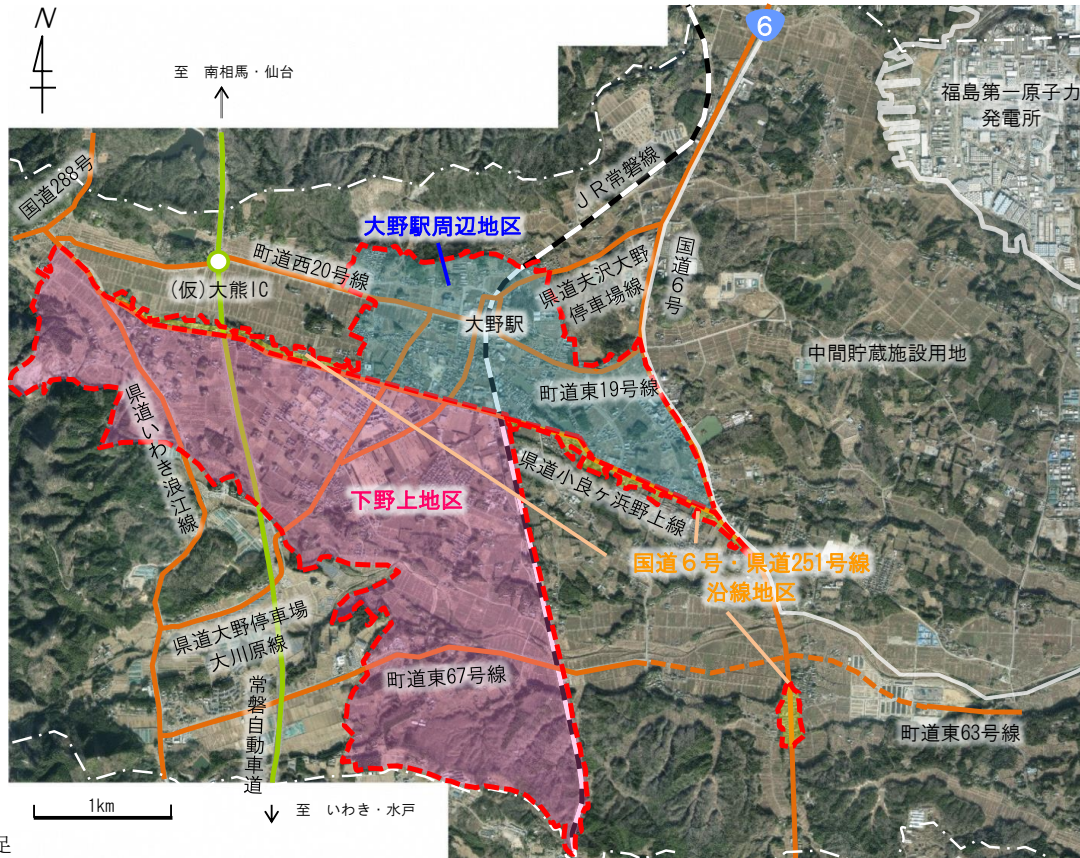 N
6
至 南相馬・仙台
福島第一原子力
発電所
国道288号
JR常磐線
大野駅周辺地区
国道6号
町道西20号線
県道夫沢大野
停車場線
(仮)大熊IC
大野駅
中間貯蔵施設用地
町道東19号線
県道いわき浪江線
県道小良ヶ浜野上線
下野上地区
国道6号・県道251号線
沿線地区
県道大野停車場
大川原線
町道東67号線
常磐自動車道
町道東63号線
1km
至 いわき・水戸
足